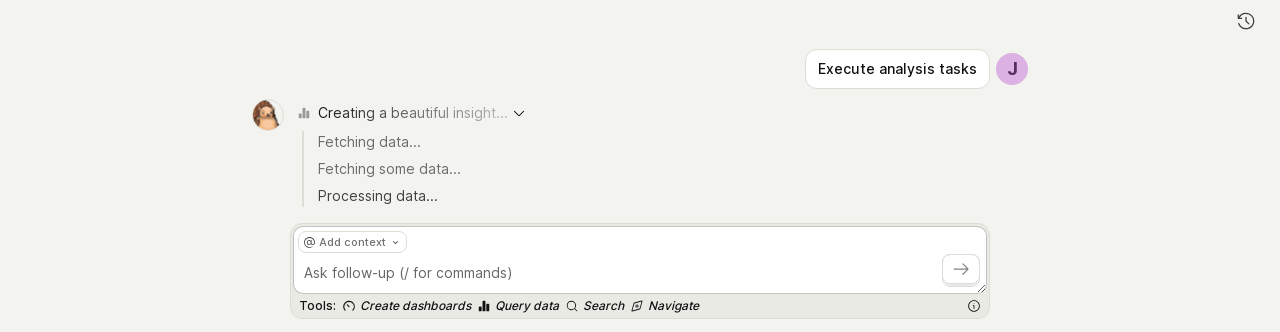 Execute analysis tasks
J
Creating a beautiful insight...
Fetching data...
Fetching some data...
Processing data...
@ Add context
Ask follow-up (/ for commands)
Tools: Create dashboards Query data Search Navigate